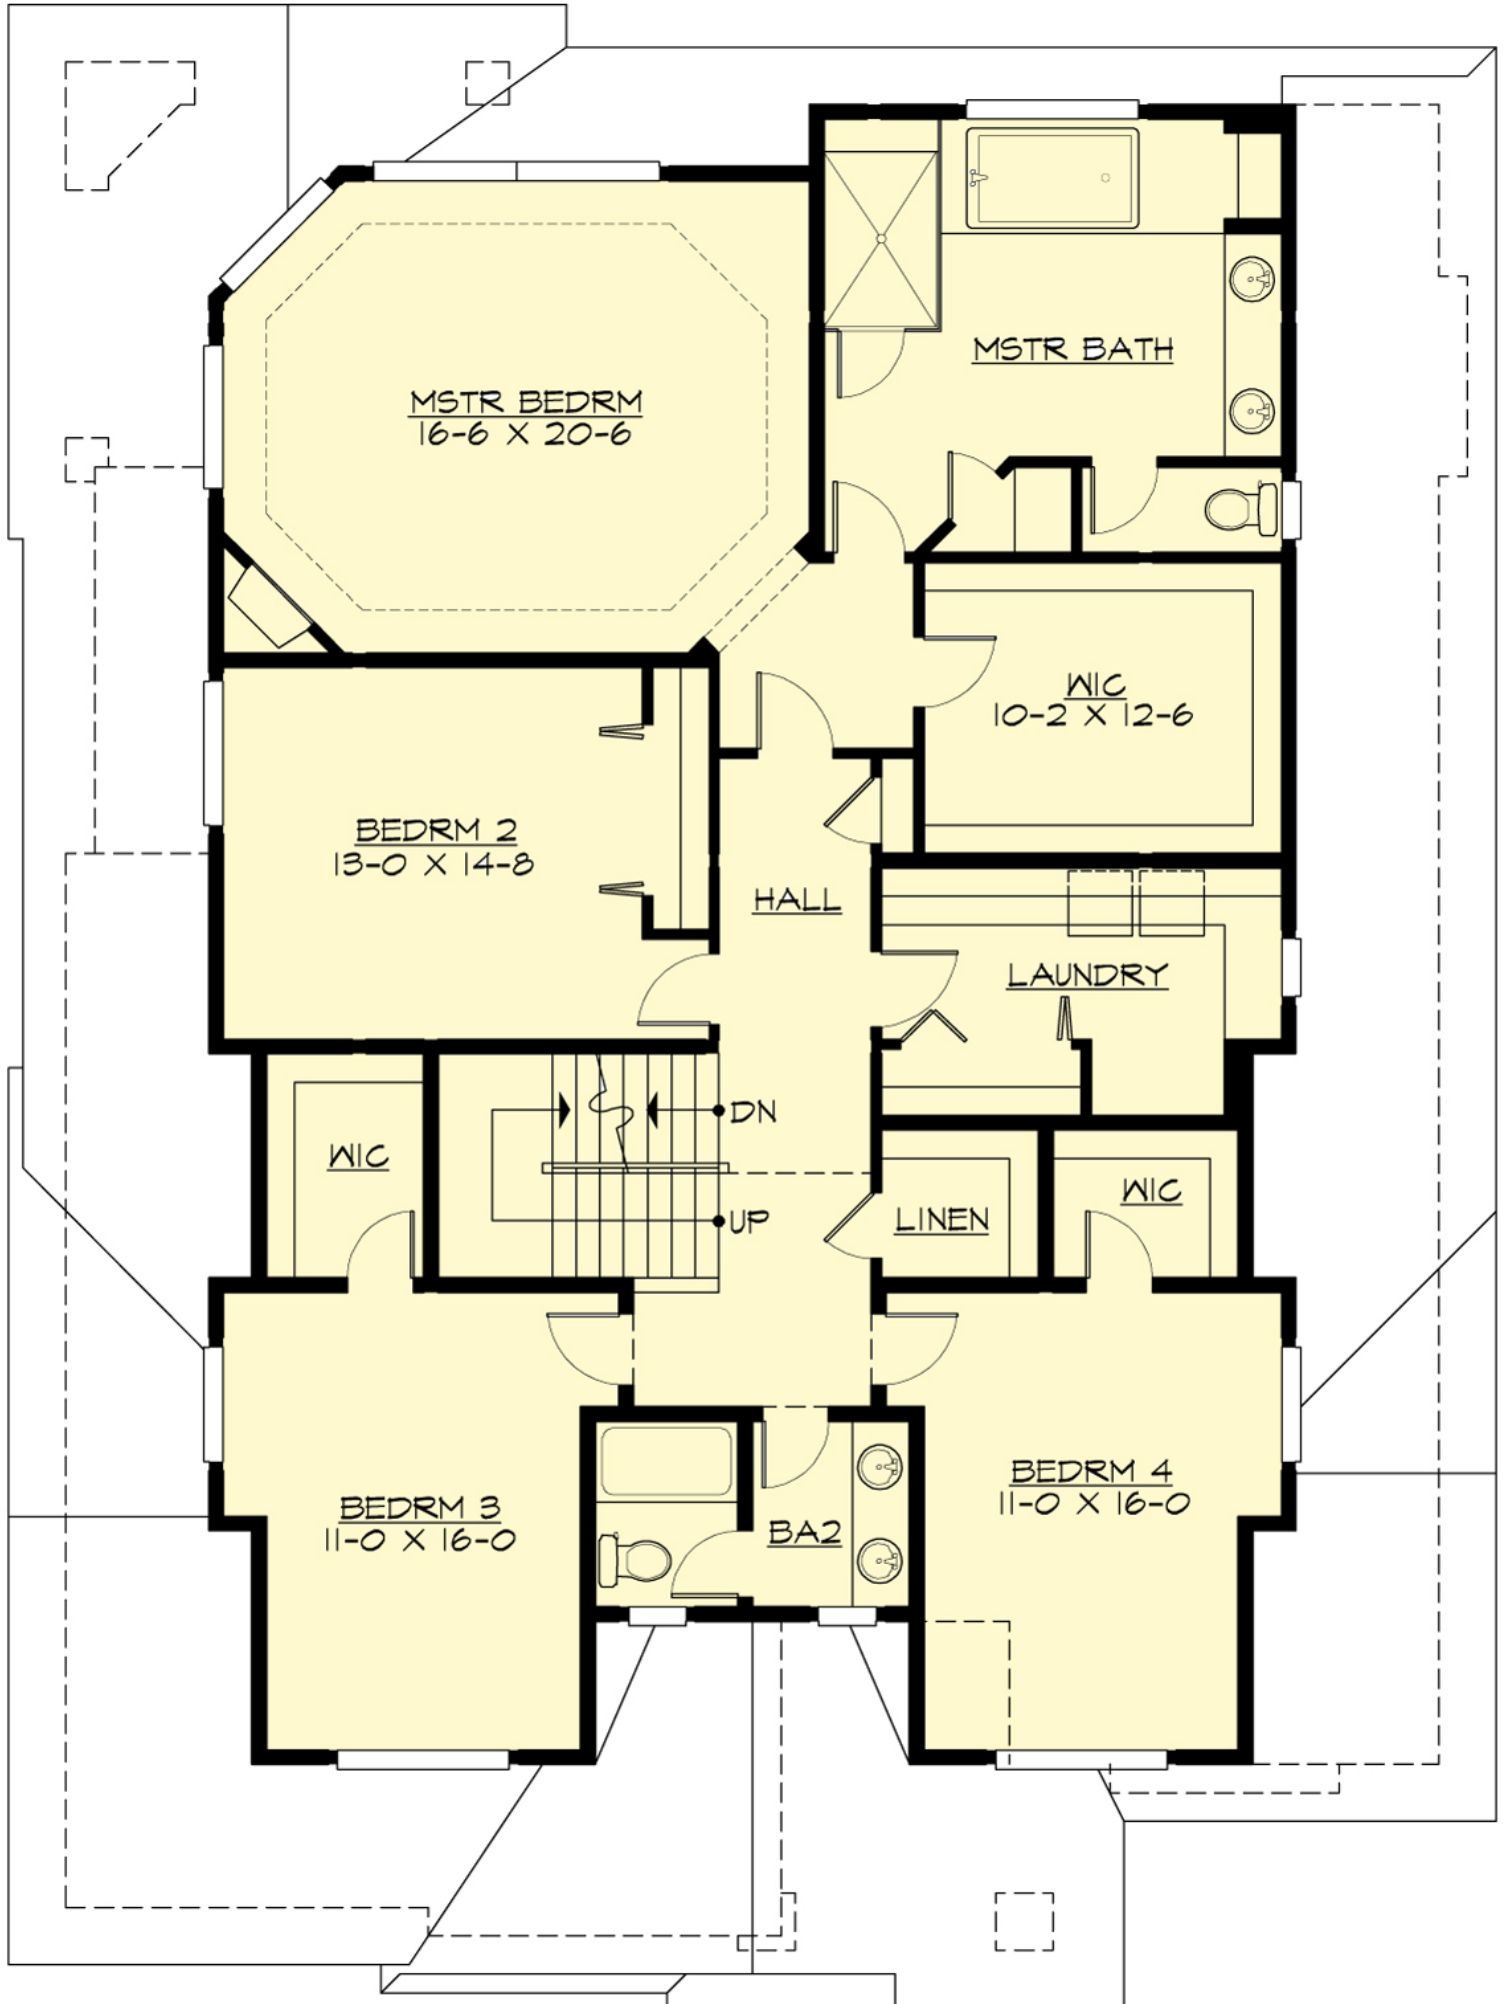 MSTR BATH
MSTR BEDRM
16-6 X 20-6
WIC
10-2 X 12-6
BEDRM 2
13-0 X 14-8
HALL
LAUNDRY
DN
WIC
WIC
UP
LINEN
BEDRM 4
11-0 X 16-0
BEDRM 3
11-0 X 16-0
BA2